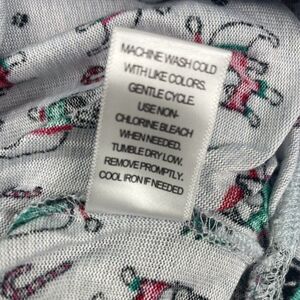 MACHINE WASH COLD
WITH LIKE COLORS.
GENTLE CYCLE.
USE NON-
CHLORINE BLEACH
WHEN NEEDED.
TUMBLE DRY LOW.
REMOVE PROMPTLY.
COOL IRON IF NEEDED